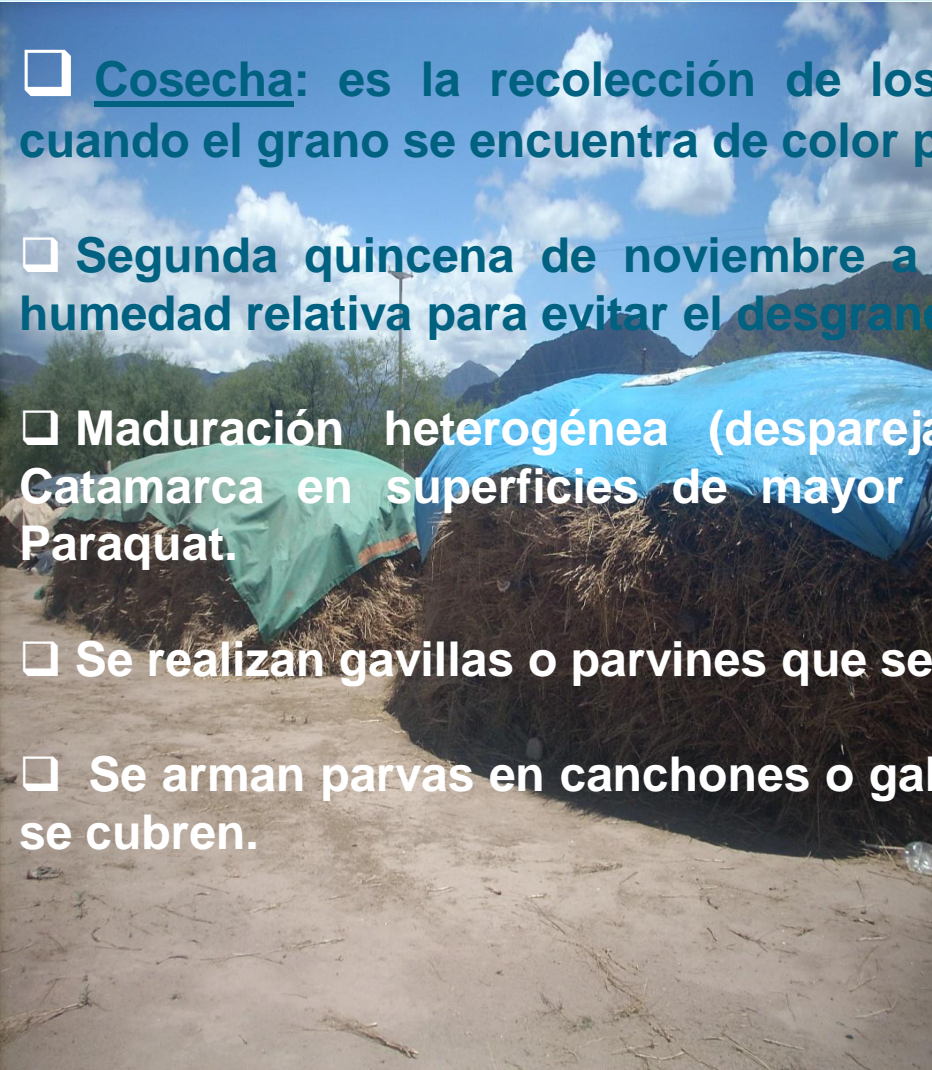 Cosecha: es la recolección de los
cuando el grano se encuentra de color p
Segunda quincena de noviembre a
humedad relativa para evitar el desgran
Maduración heterogénea (despareja
Catamarca en superficies de mayor
Paraquat.
Se realizan gavillas o parvines que se
Se arman parvas en canchones o gal
se cubren.